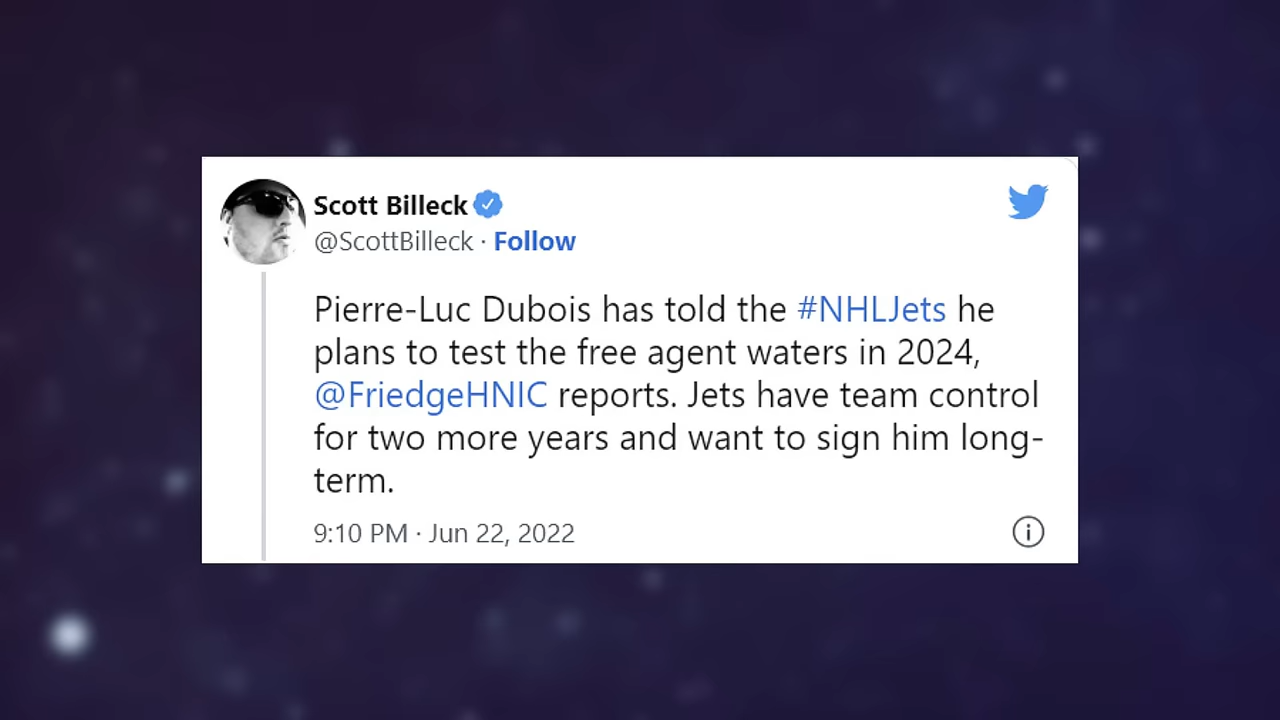 Scott Billeck
@ScottBilleck · Follow
Pierre-Luc Dubois has told the #NHLJets he
plans to test the free agent waters in 2024,
@FriedgeHNIC reports. Jets have team control
for two more years and want to sign him long-
term.
9:10 PM · Jun 22, 2022